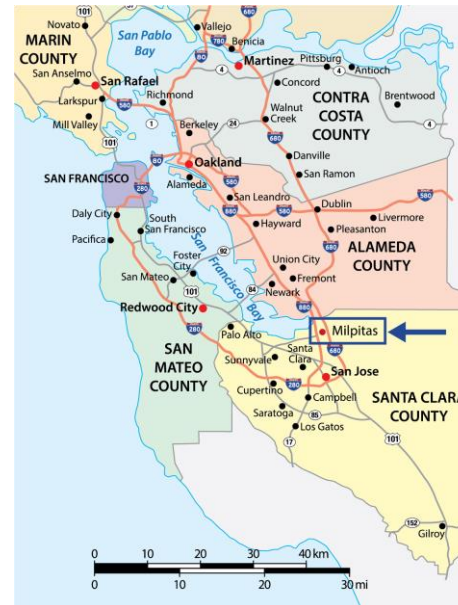 Novato
101
San Pablo
Bay
780
80
Vallejo
Benicia
MARIN
COUNTY
Martinez
Pittsburg
Antioch
4
San Anselmo
San Rafael
Concord
Larkspur
Richmond
580
CONTRA
COSTA
COUNTY
Brentwood
Mill Valley
1
Berkeley
24
Walnut
Creek
680
4
101
80
Oakland
Danville
SAN FRANCISCO
280
Alameda
San Ramon
580
San Leandro
Dublin
Daly City
880
580
Livermore
South
San Francisco
Hayward
Pleasanton
Pacifica
San Francisco Bay
92
680
ALAMEDA
COUNTY
Foster
City
Union City
San Mateo
101
84
Fremont
Newark
Redwood City
880
280
Palo Alto
Milpitas
SAN
MATEO
COUNTY
Sunnyvale
Santa
Clara
680
San Jose
280
Cupertino
Campbell
SANTA CLARA
COUNTY
Saratoga
85
Los Gatos
17
101
152
Gilroy
0 10 20 30 40 km
0 10 20 30 mi